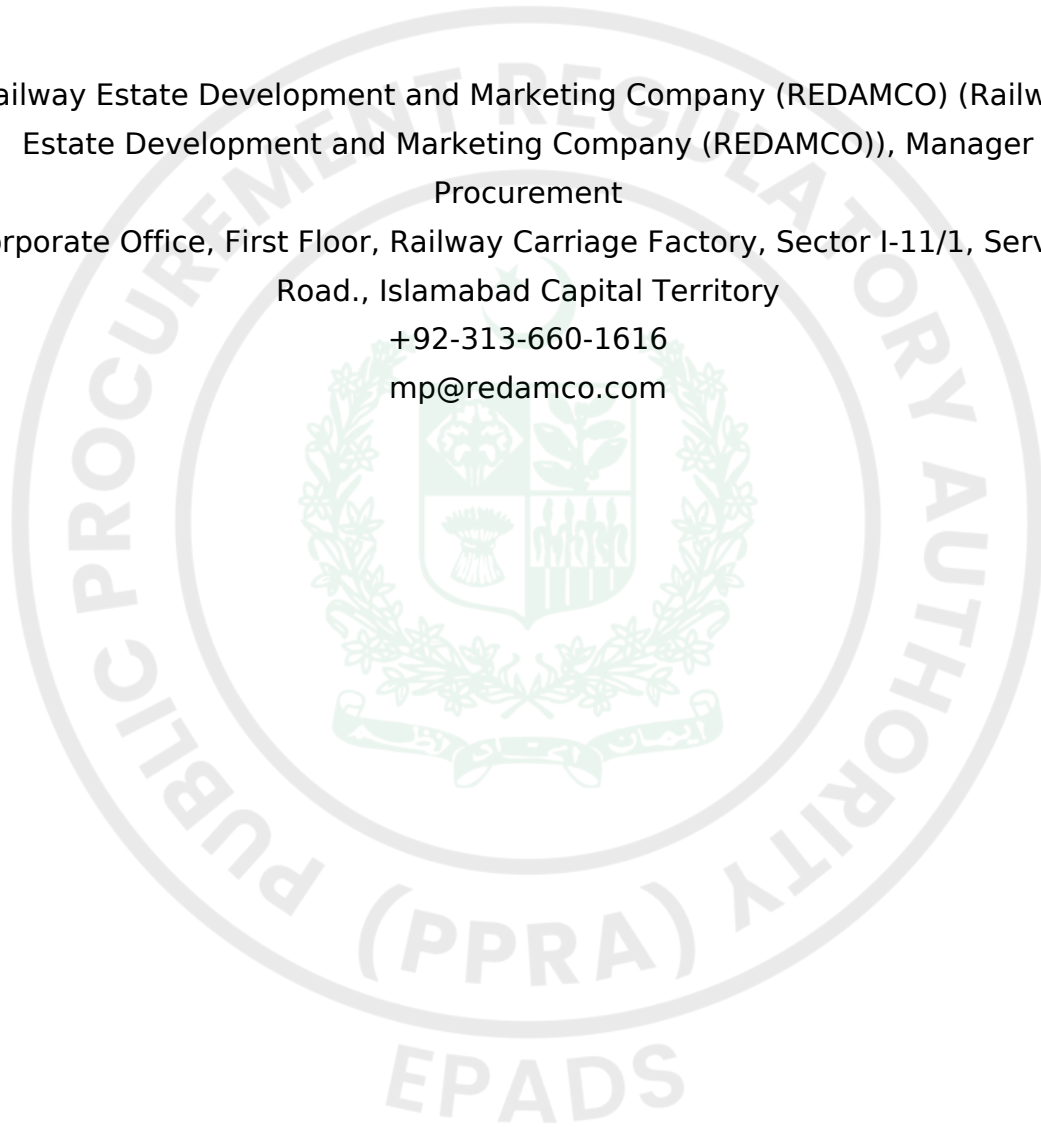 ailway Estate Development and Marketing Company (REDAMCO) (Railw
Estate Development and Marketing Company (REDAMCO)), Manager
Procurement
rporate Office, First Floor, Railway Carriage Factory, Sector I-11/1, Serv
Road., Islamabad Capital Territory
+92-313-660-1616
mp@redamco.com
PUBLIC PROCUREMENT REGULATORY AUTHORITY
(PPRA)
EPADS